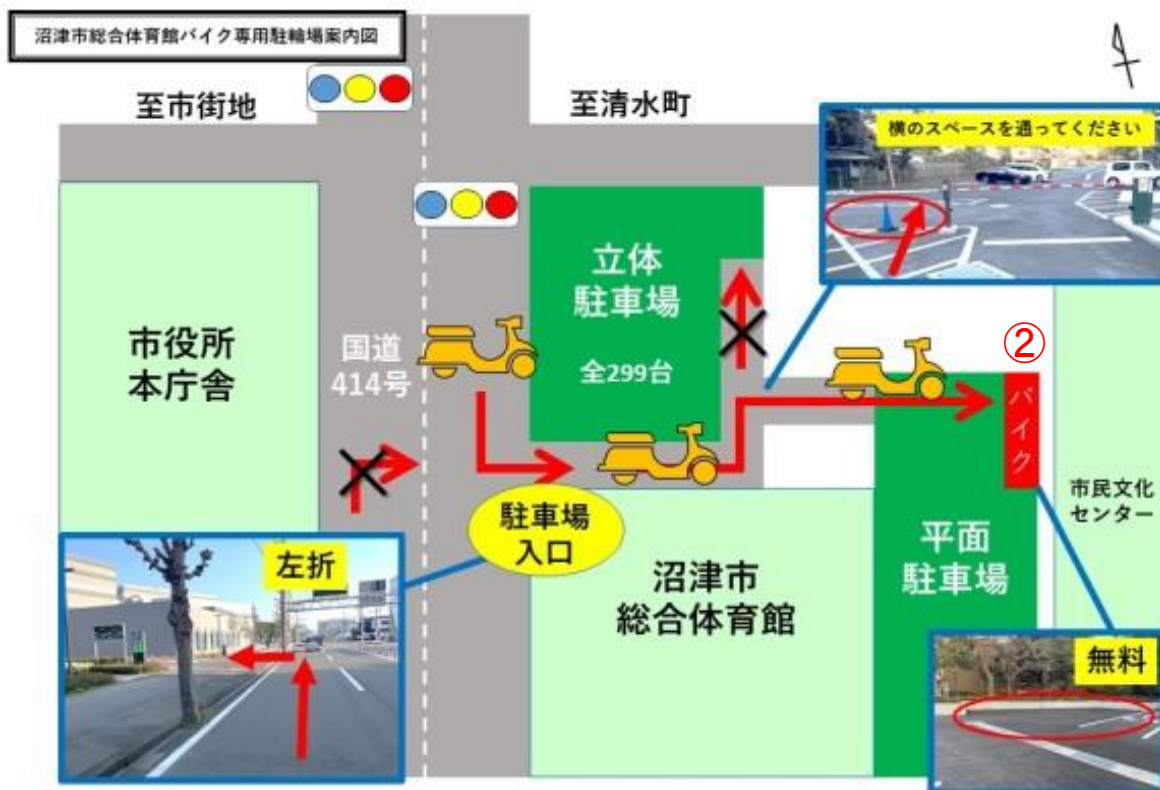 沼津市総合体育館バイク専用駐輪場案内図
至市街地
至清水町
横のスペースを通ってください
立体
駐車場
全299台
市役所
本庁舎
国道
414号
②
バイク
駐車場
入口
市民文化
センター
左折
沼津市
総合体育館
平面
駐車場
無料